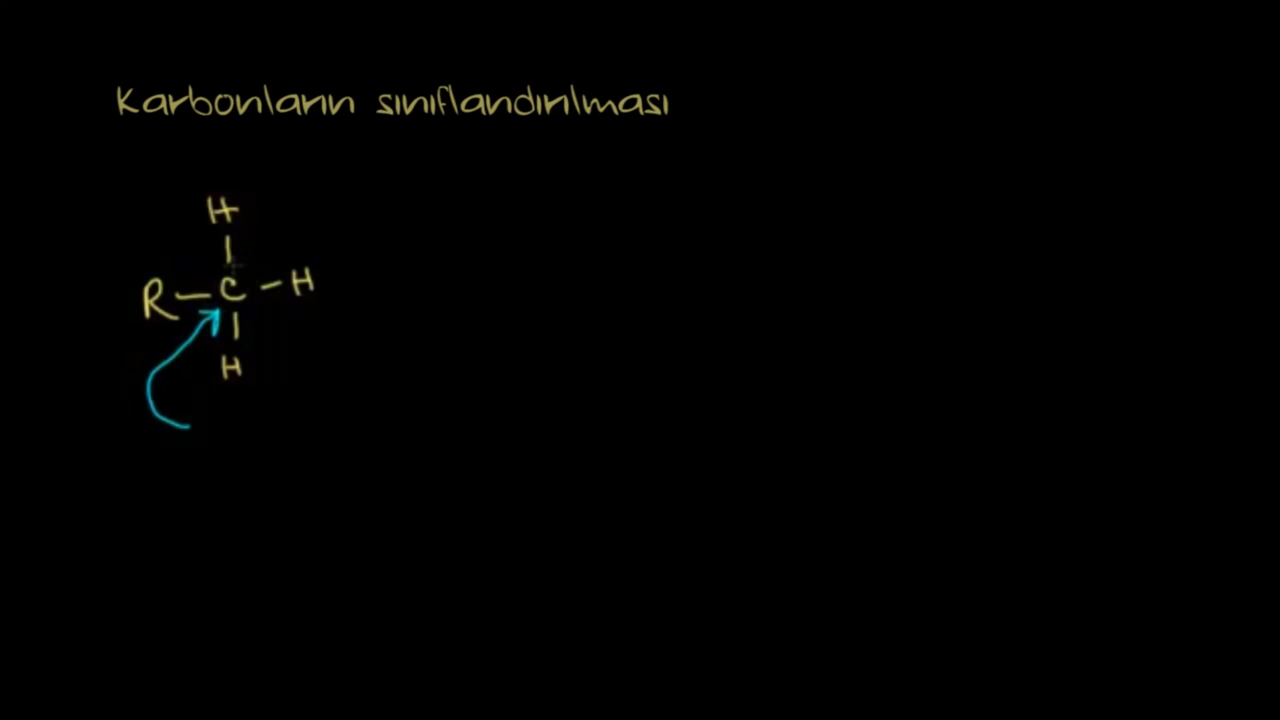 Karbonların sınıflandırılması
H
R - C - H
H